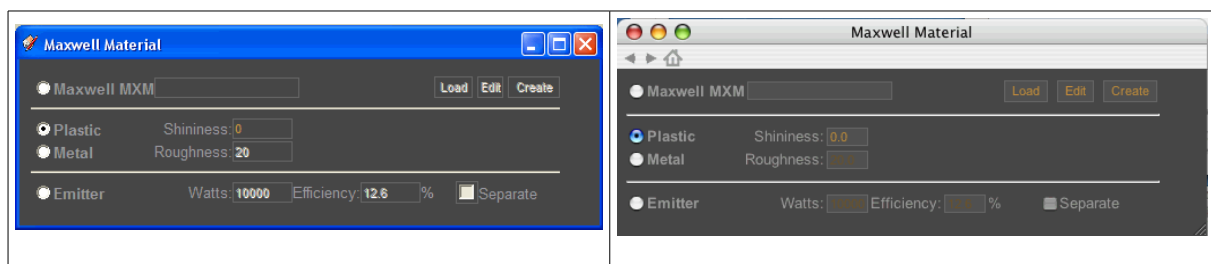 Maxwell Material
Maxwell MXM Load Edit Create
Plastic Shininess: 0
Metal Roughness: 20
Emitter Watts: 10000 Efficiency: 12.6 % Separate
Maxwell Material
Maxwell MXM Load Edit Create
Plastic Shininess: 0.0
Metal Roughness:
Emitter Watts: Efficiency: % Separate